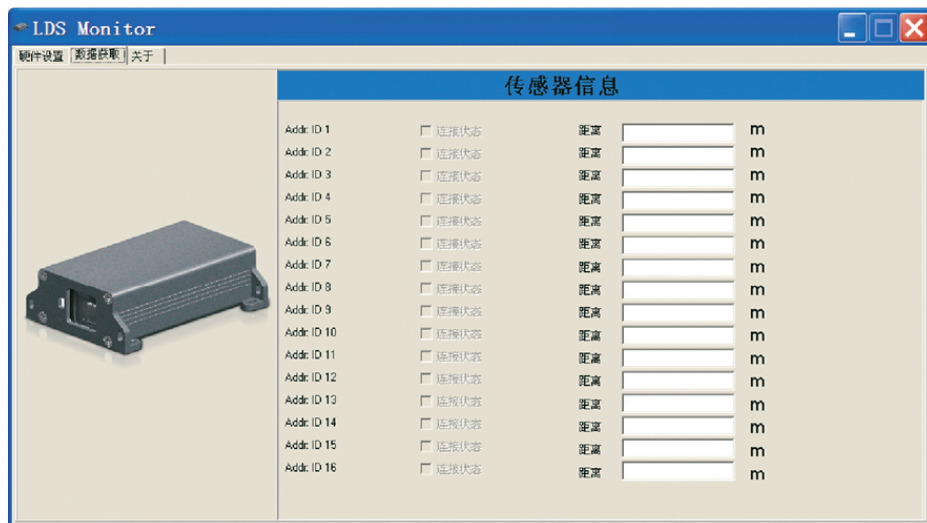 LDS Monitor
硬件设置 数据获取 关于
传感器信息
Addr. ID 1 连接状态 距离 m
Addr. ID 2 连接状态 距离 m
Addr. ID 3 连接状态 距离 m
Addr. ID 4 连接状态 距离 m
Addr. ID 5 连接状态 距离 m
Addr. ID 6 连接状态 距离 m
Addr. ID 7 连接状态 距离 m
Addr. ID 8 连接状态 距离 m
Addr. ID 9 连接状态 距离 m
Addr. ID 10 连接状态 距离 m
Addr. ID 11 连接状态 距离 m
Addr. ID 12 连接状态 距离 m
Addr. ID 13 连接状态 距离 m
Addr. ID 14 连接状态 距离 m
Addr. ID 15 连接状态 距离 m
Addr. ID 16 连接状态 距离 m